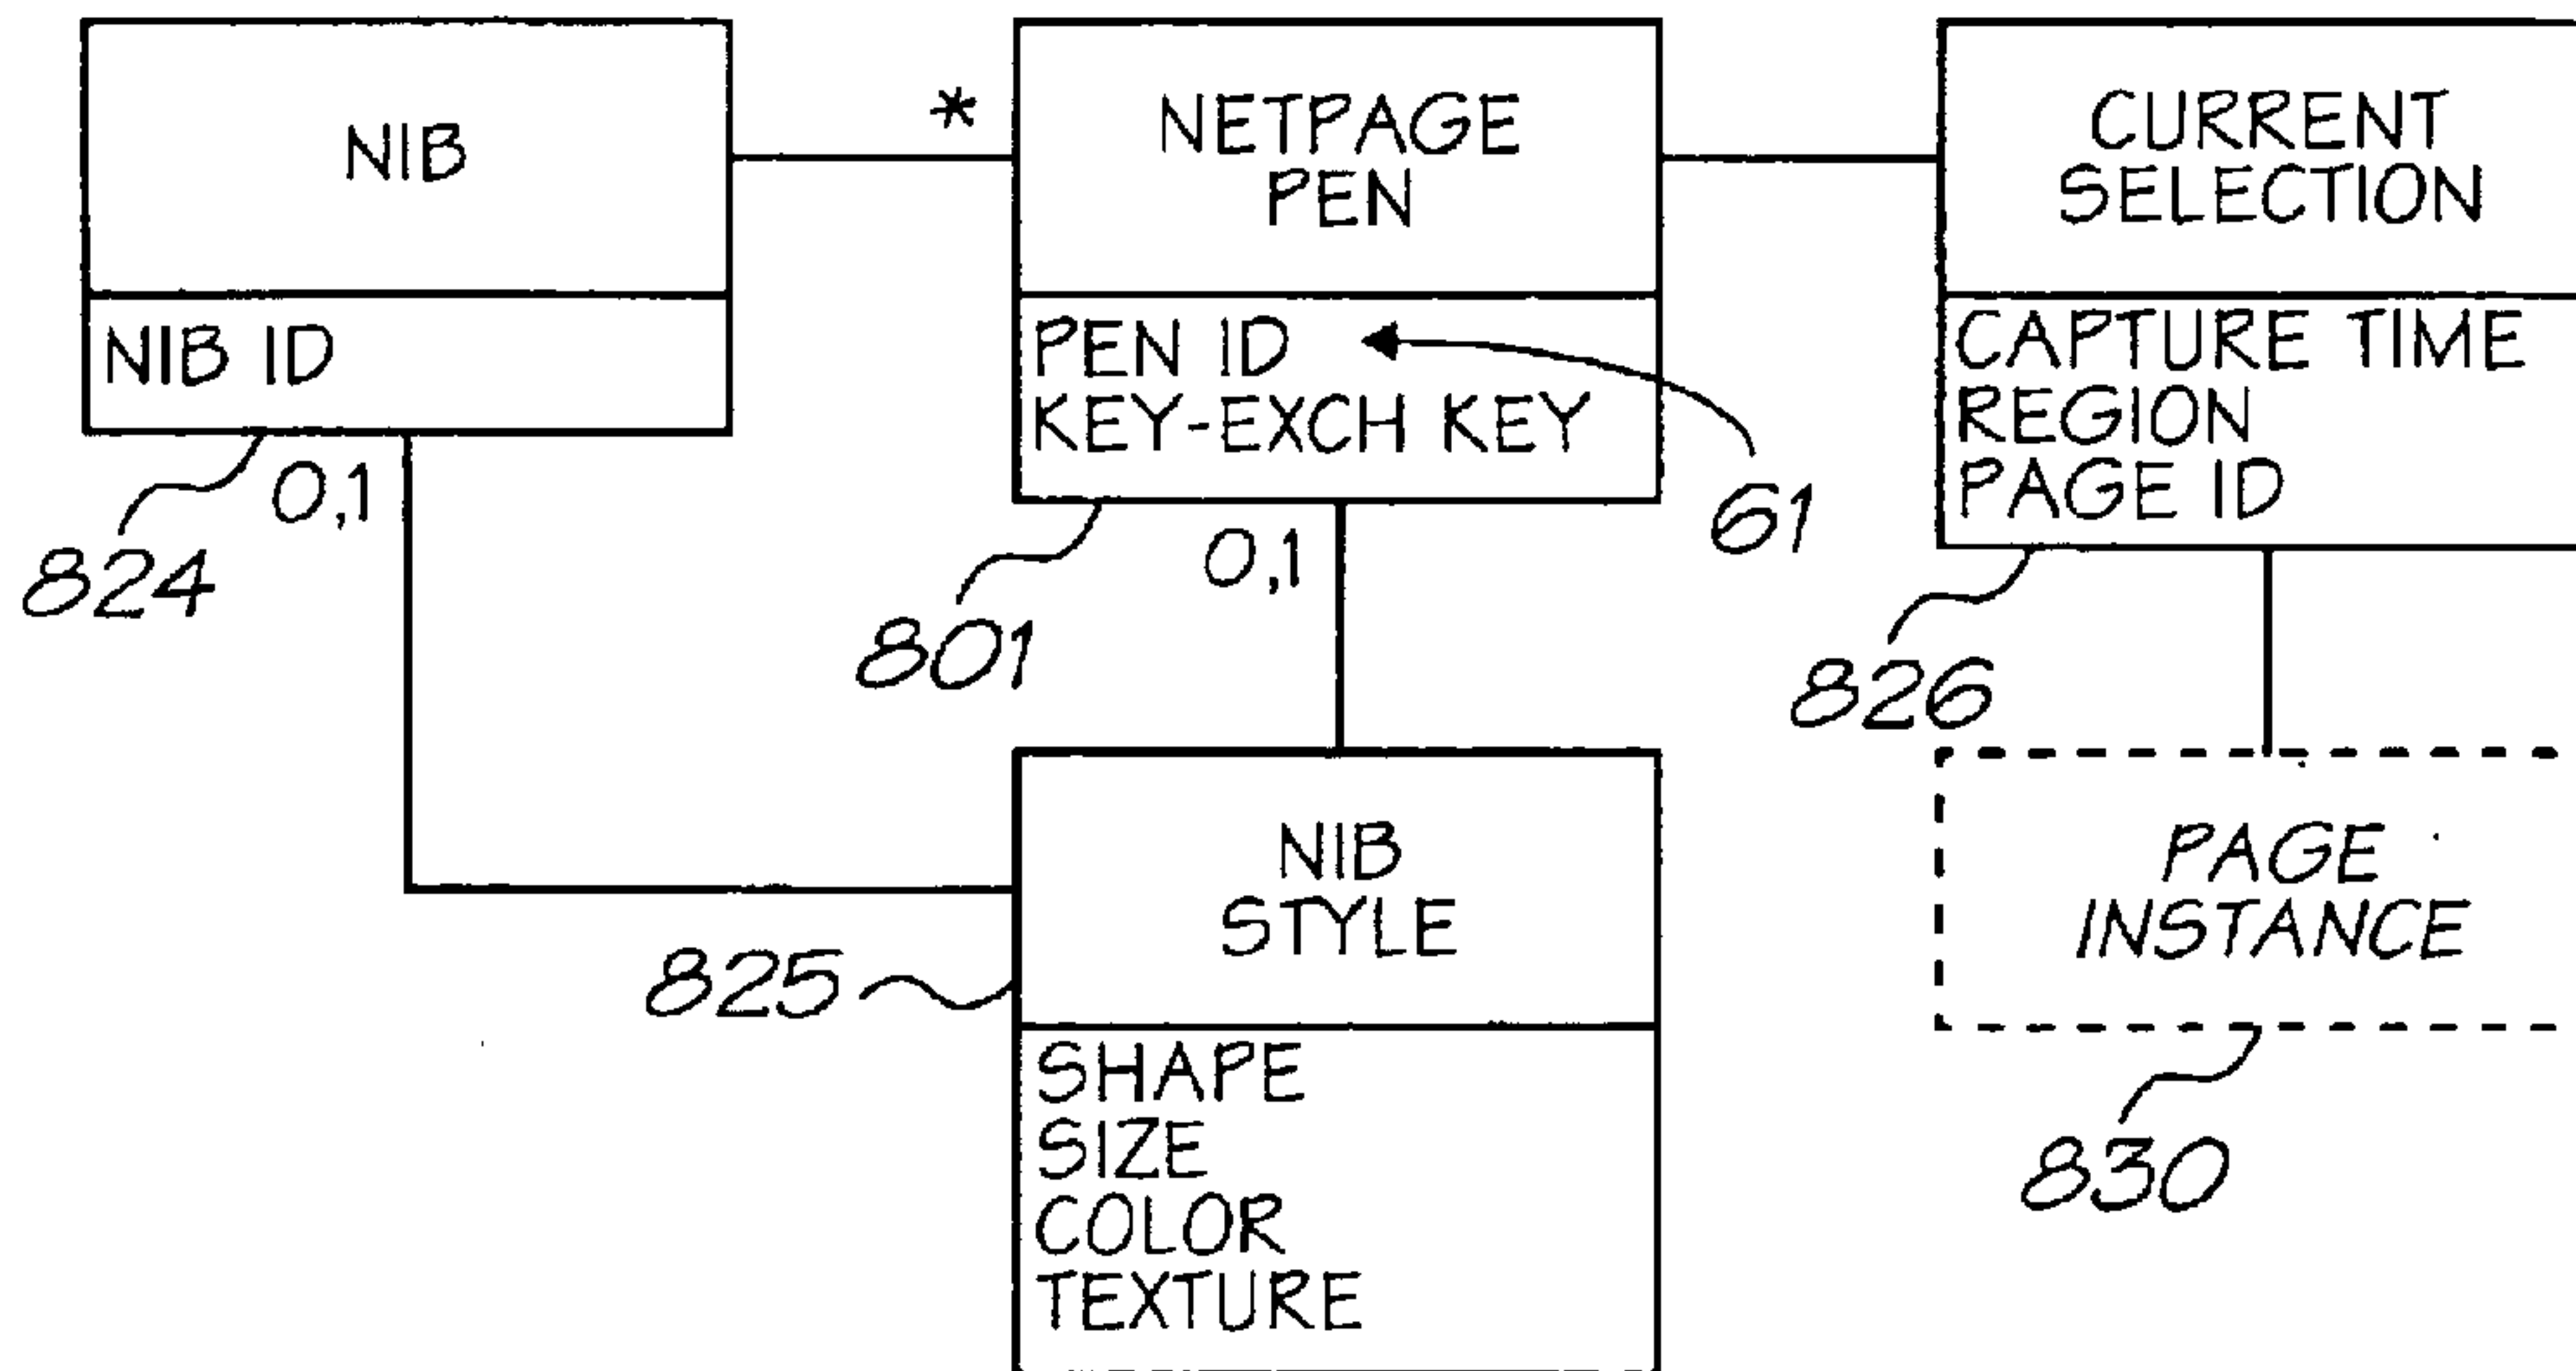 NIB
NIB ID
0,1
824
*
NETPAGE
PEN
PEN ID
KEY-EXCH KEY
61
801
0,1
CURRENT
SELECTION
CAPTURE TIME
REGION
PAGE ID
826
NIB
STYLE
825
SHAPE
SIZE
COLOR
TEXTURE
PAGE
INSTANCE
830